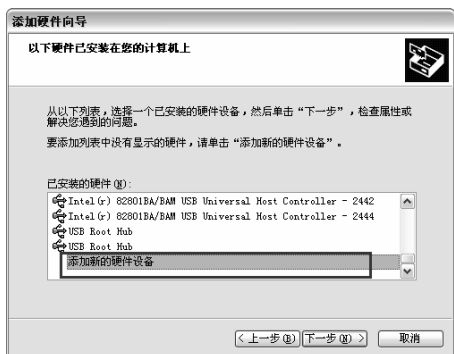 添加硬件向导
以下硬件已安装在您的计算机上
从以下列表，选择一个已安装的硬件设备，然后单击“下一步”，检查属性或
解决您遇到的问题。
要添加列表中没有显示的硬件，请单击“添加新的硬件设备”。
已安装的硬件(N):
Intel(r) 82801BA/BAM USB Universal Host Controller - 2442
Intel(r) 82801BA/BAM USB Universal Host Controller - 2444
USB Root Hub
USB Root Hub
添加新的硬件设备
<上一步(B) 下一步(N)> 取消